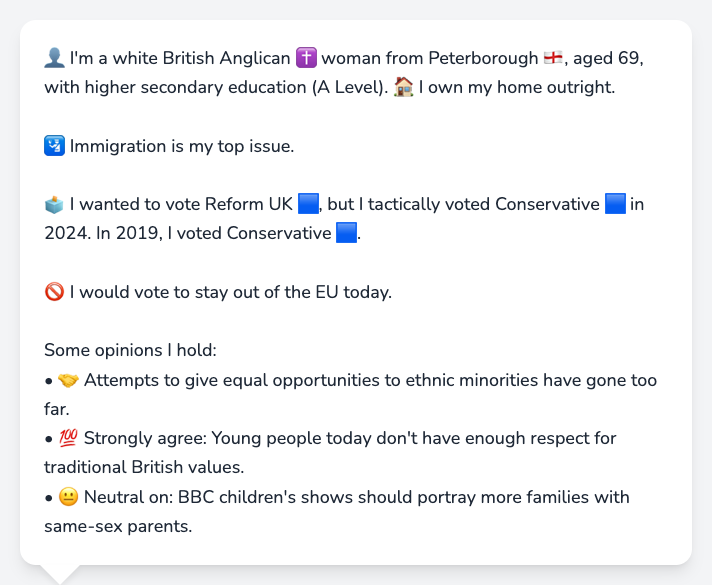 👤 I'm a white British Anglican ✝️ woman from Peterborough 🏴󠁧󠁢󠁥󠁮󠁧󠁿, aged 69,
with higher secondary education (A Level). 🏠 I own my home outright.
🛂 Immigration is my top issue.
🗳️ I wanted to vote Reform UK 🟦, but I tactically voted Conservative 🟦 in
2024. In 2019, I voted Conservative 🟦.
🚫 I would vote to stay out of the EU today.
Some opinions I hold:
• 🤝 Attempts to give equal opportunities to ethnic minorities have gone too
far.
• 💯 Strongly agree: Young people today don't have enough respect for
traditional British values.
• 😐 Neutral on: BBC children's shows should portray more families with
same-sex parents.